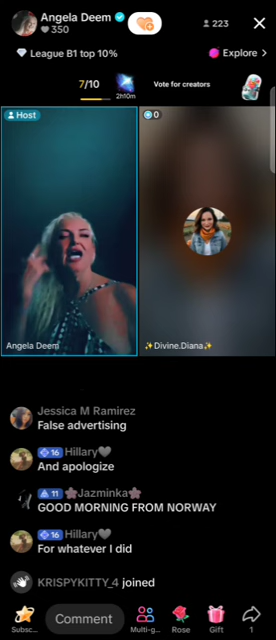 Angela Deem
350
223
League B1 top 10%
Explore >
7/10
2h10m
Vote for creators
Host
0
Angela Deem
✨Divine.Diana✨
Jessica M Ramirez
False advertising
16 Hillary🖤
And apologize
11 🌸Jazminka🌸
GOOD MORNING FROM NORWAY
16 Hillary🖤
For whatever I did
KRISPYKITTY_4 joined
Subsc...
Comment
Multi-g...
Rose
Gift
1